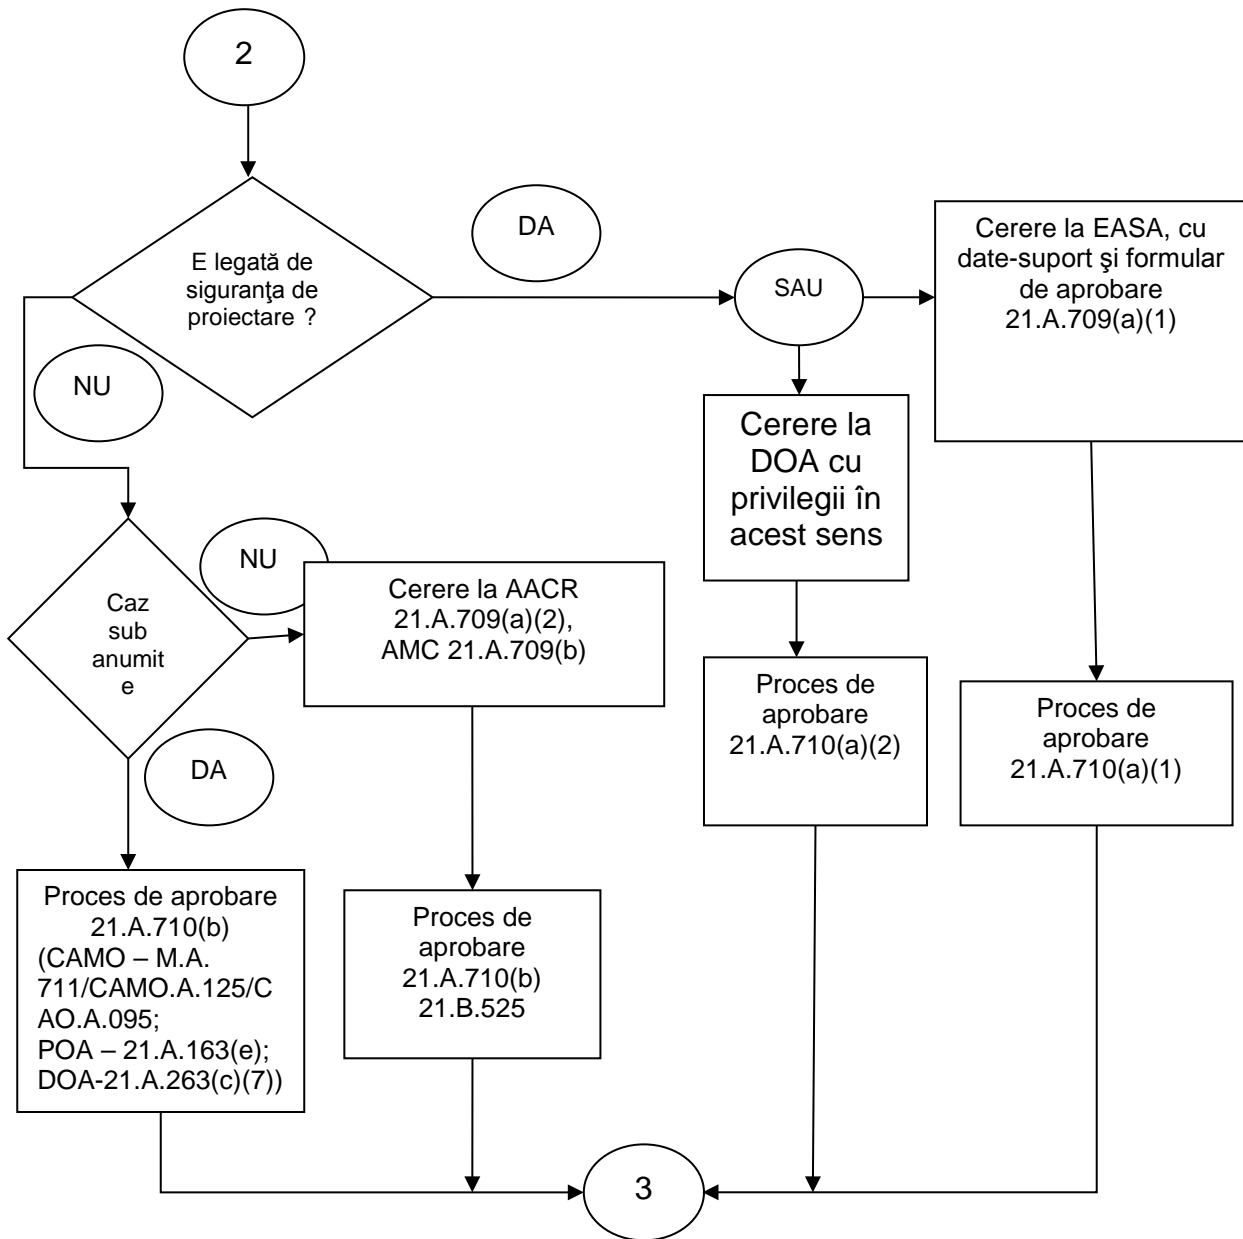 2
E legată de
siguranţa de
proiectare ?
DA
SAU
Cerere la EASA, cu
date-suport şi formular
de aprobare
21.A.709(a)(1)
NU
Cerere la
DOA cu
privilegii în
acest sens
Caz
sub
anumit
e
NU
Cerere la AACR
21.A.709(a)(2),
AMC 21.A.709(b)
Proces de
aprobare
21.A.710(a)(2)
Proces de
aprobare
21.A.710(a)(1)
DA
Proces de aprobare
21.A.710(b)
(CAMO – M.A.
711/CAMO.A.125/C
AO.A.095;
POA – 21.A.163(e);
DOA-21.A.263(c)(7))
Proces de
aprobare
21.A.710(b)
21.B.525
3